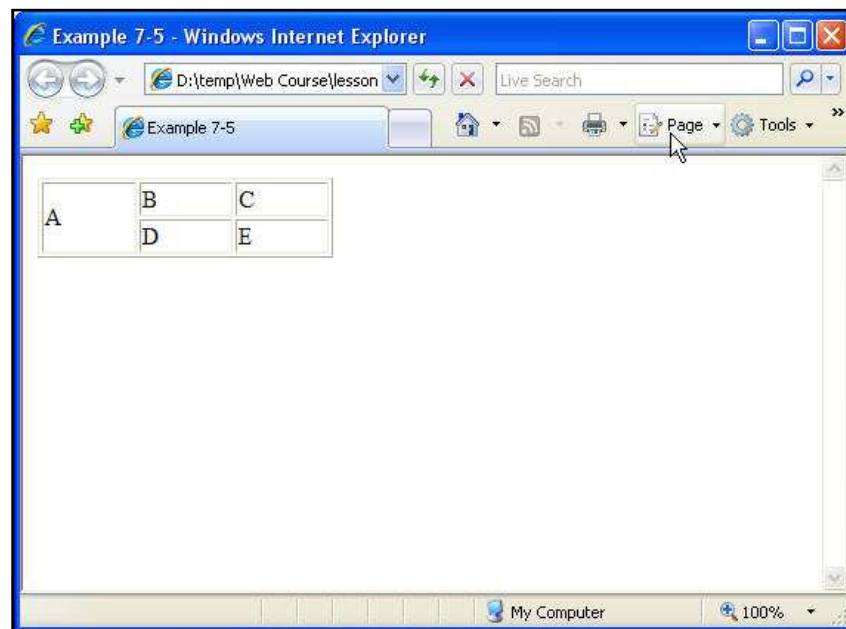 Example 7-5 - Windows Internet Explorer
D:\temp\Web Course\lesson
Live Search
Example 7-5
Page
Tools
»
A
B
C
D
E
My Computer
100%